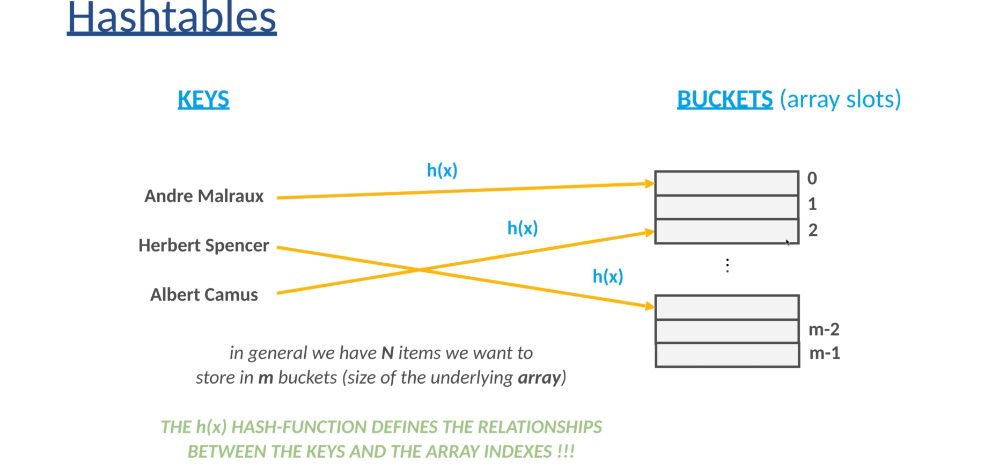 Hashtables
KEYS
BUCKETS (array slots)
h(x)
Andre Malraux
0
1
h(x)
2
Herbert Spencer
h(x)
Albert Camus
⋮
m-2
m-1
in general we have N items we want to
store in m buckets (size of the underlying array)
THE h(x) HASH-FUNCTION DEFINES THE RELATIONSHIPS
BETWEEN THE KEYS AND THE ARRAY INDEXES !!!